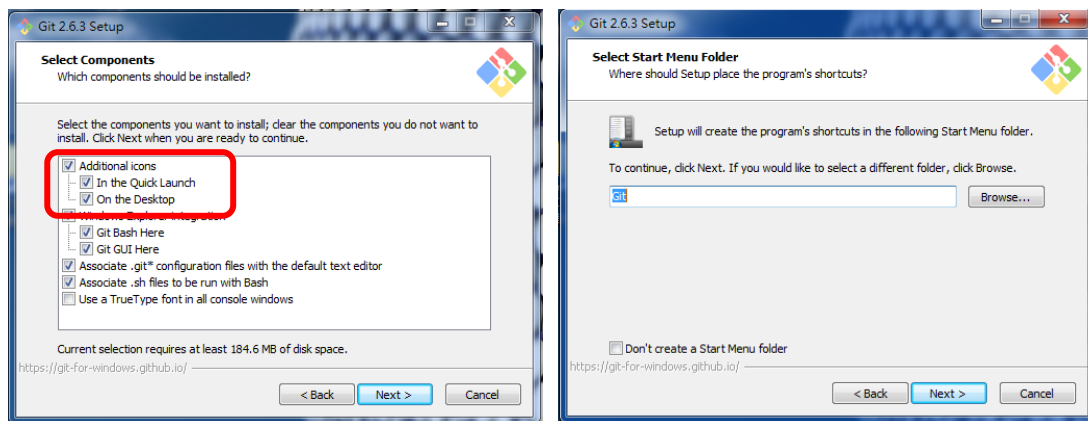 Git 2.6.3 Setup
Select Components
Which components should be installed?
Select the components you want to install; clear the components you do not want to
install. Click Next when you are ready to continue.
Additional icons
In the Quick Launch
On the Desktop
Windows Explorer integration
Git Bash Here
Git GUI Here
Associate .git* configuration files with the default text editor
Associate .sh files to be run with Bash
Use a TrueType font in all console windows
Current selection requires at least 184.6 MB of disk space.
https://git-for-windows.github.io/
< Back
Next >
Cancel
Git 2.6.3 Setup
Select Start Menu Folder
Where should Setup place the program's shortcuts?
Setup will create the program's shortcuts in the following Start Menu folder.
To continue, click Next. If you would like to select a different folder, click Browse.
Git
Browse...
Don't create a Start Menu folder
https://git-for-windows.github.io/
< Back
Next >
Cancel